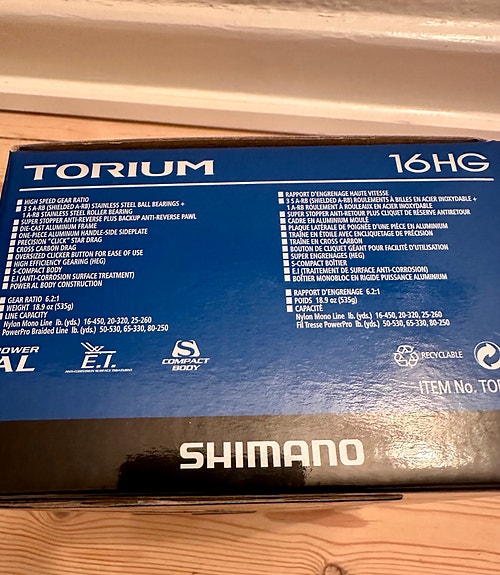 TORIUM
16HG
HIGH SPEED GEAR RATIO
3 S A-RB (SHIELDED A-RB) STAINLESS STEEL BALL BEARINGS +
1 A-RB STAINLESS STEEL ROLLER BEARING
SUPER STOPPER ANTI-REVERSE PLUS BACKUP ANTI-REVERSE PAWL
DIE-CAST ALUMINUM FRAME
ONE-PIECE ALUMINUM HANDLE-SIDE SIDEPLATE
PRECISION "CLICK" STAR DRAG
CROSS CARBON DRAG
OVERSIZED CLICKER BUTTON FOR EASE OF USE
HIGH EFFICIENCY GEARING (HEG)
S-COMPACT BODY
E.I (ANTI-CORROSION SURFACE TREATMENT)
POWER AL BODY CONSTRUCTION
GEAR RATIO 6.2:1
WEIGHT 18.9 oz (535g)
LINE CAPACITY
Nylon Mono Line lb. (yds.) 16-450, 20-320, 25-260
PowerPro Braided Line lb. (yds.) 50-530, 65-330, 80-250
RAPPORT D'ENGRENAGE HAUTE VITESSE
3 S A-RB (SHIELDED A-RB) ROULEMENTS À BILLES EN ACIER INOXYDABLE +
1 A-RB ROULEMENT À ROULEAUX EN ACIER INOXYDABLE
SUPER STOPPER ANTI-RETOUR PLUS CLIQUET DE RÉSERVE ANTIRETOUR
CADRE EN ALUMINIUM MOULÉ
PLAQUE LATÉRALE DE POIGNÉE D'UNE PIÈCE EN ALUMINIUM
TRAÎNE EN ÉTOILE AVEC ENCLIQUETAGE DE PRÉCISION
TRAÎNE EN CROSS CARBON
BOUTON DE CLIQUET GÉANT POUR FACILITÉ D'UTILISATION
SUPER ENGRENAGES (HEG)
S-COMPACT BOÎTIER
E.I (TRAITEMENT DE SURFACE ANTI-CORROSION)
BOÎTIER MONOBLOC EN RIGIDE PUISSANCE ALUMINIUM
RAPPORT D'ENGRENAGE 6.2:1
POIDS 18.9 oz (535g)
CAPACITÉ
Nylon Mono Line lb. (yds.) 16-450, 20-320, 25-260
Fil Tresse PowerPro lb. (yds.) 50-530, 65-330, 80-250
POWER
AL
E.I.
ANTI-CORROSION SURFACE TREATMENT
S
COMPACT
BODY
RECYCLABLE
ITEM No. TOR
SHIMANO